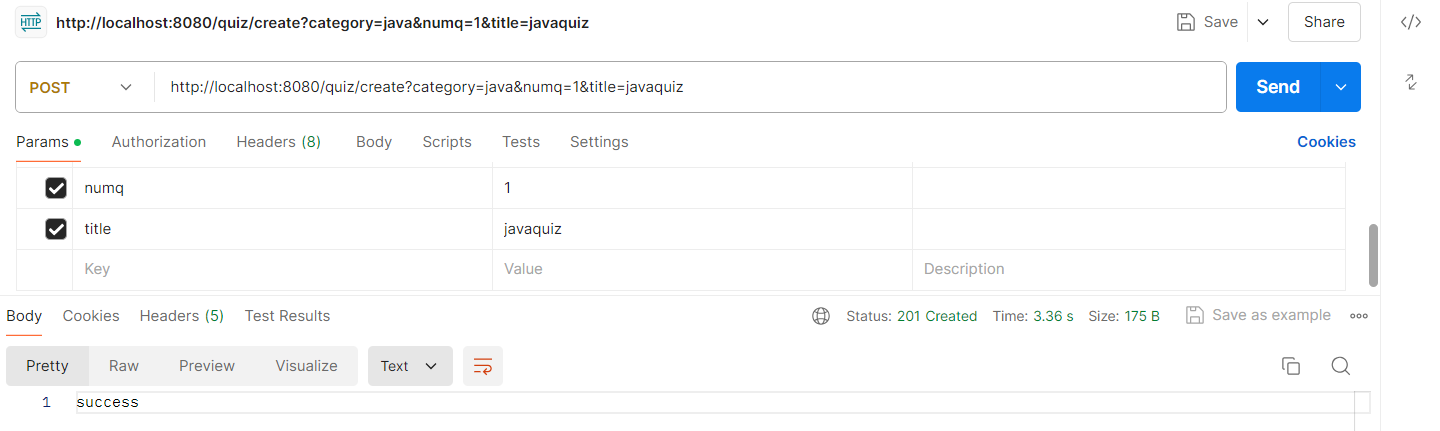 HTTP http://localhost:8080/quiz/create?category=java&numq=1&title=javaquiz Save Share </>
POST http://localhost:8080/quiz/create?category=java&numq=1&title=javaquiz Send
Params Authorization Headers (8) Body Scripts Tests Settings Cookies
numq 1
title javaquiz
Key Value Description
Body Cookies Headers (5) Test Results Status: 201 Created Time: 3.36 s Size: 175 B Save as example
Pretty Raw Preview Visualize Text
1 success